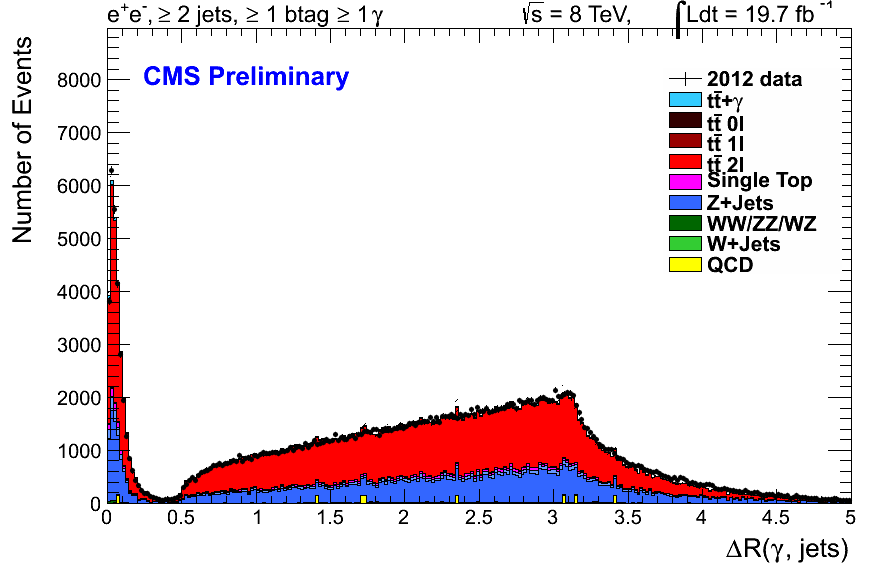 e⁺e⁻, ≥ 2 jets, ≥ 1 btag ≥ 1 γ √s = 8 TeV, ∫Ldt = 19.7 fb⁻¹
CMS Preliminary
Number of Events
8000
7000
6000
5000
4000
3000
2000
1000
0
2012 data
tt̄+γ
tt̄ 0l
tt̄ 1l
tt̄ 2l
Single Top
Z+Jets
WW/ZZ/WZ
W+Jets
QCD
0 0.5 1 1.5 2 2.5 3 3.5 4 4.5 5
ΔR(γ, jets)